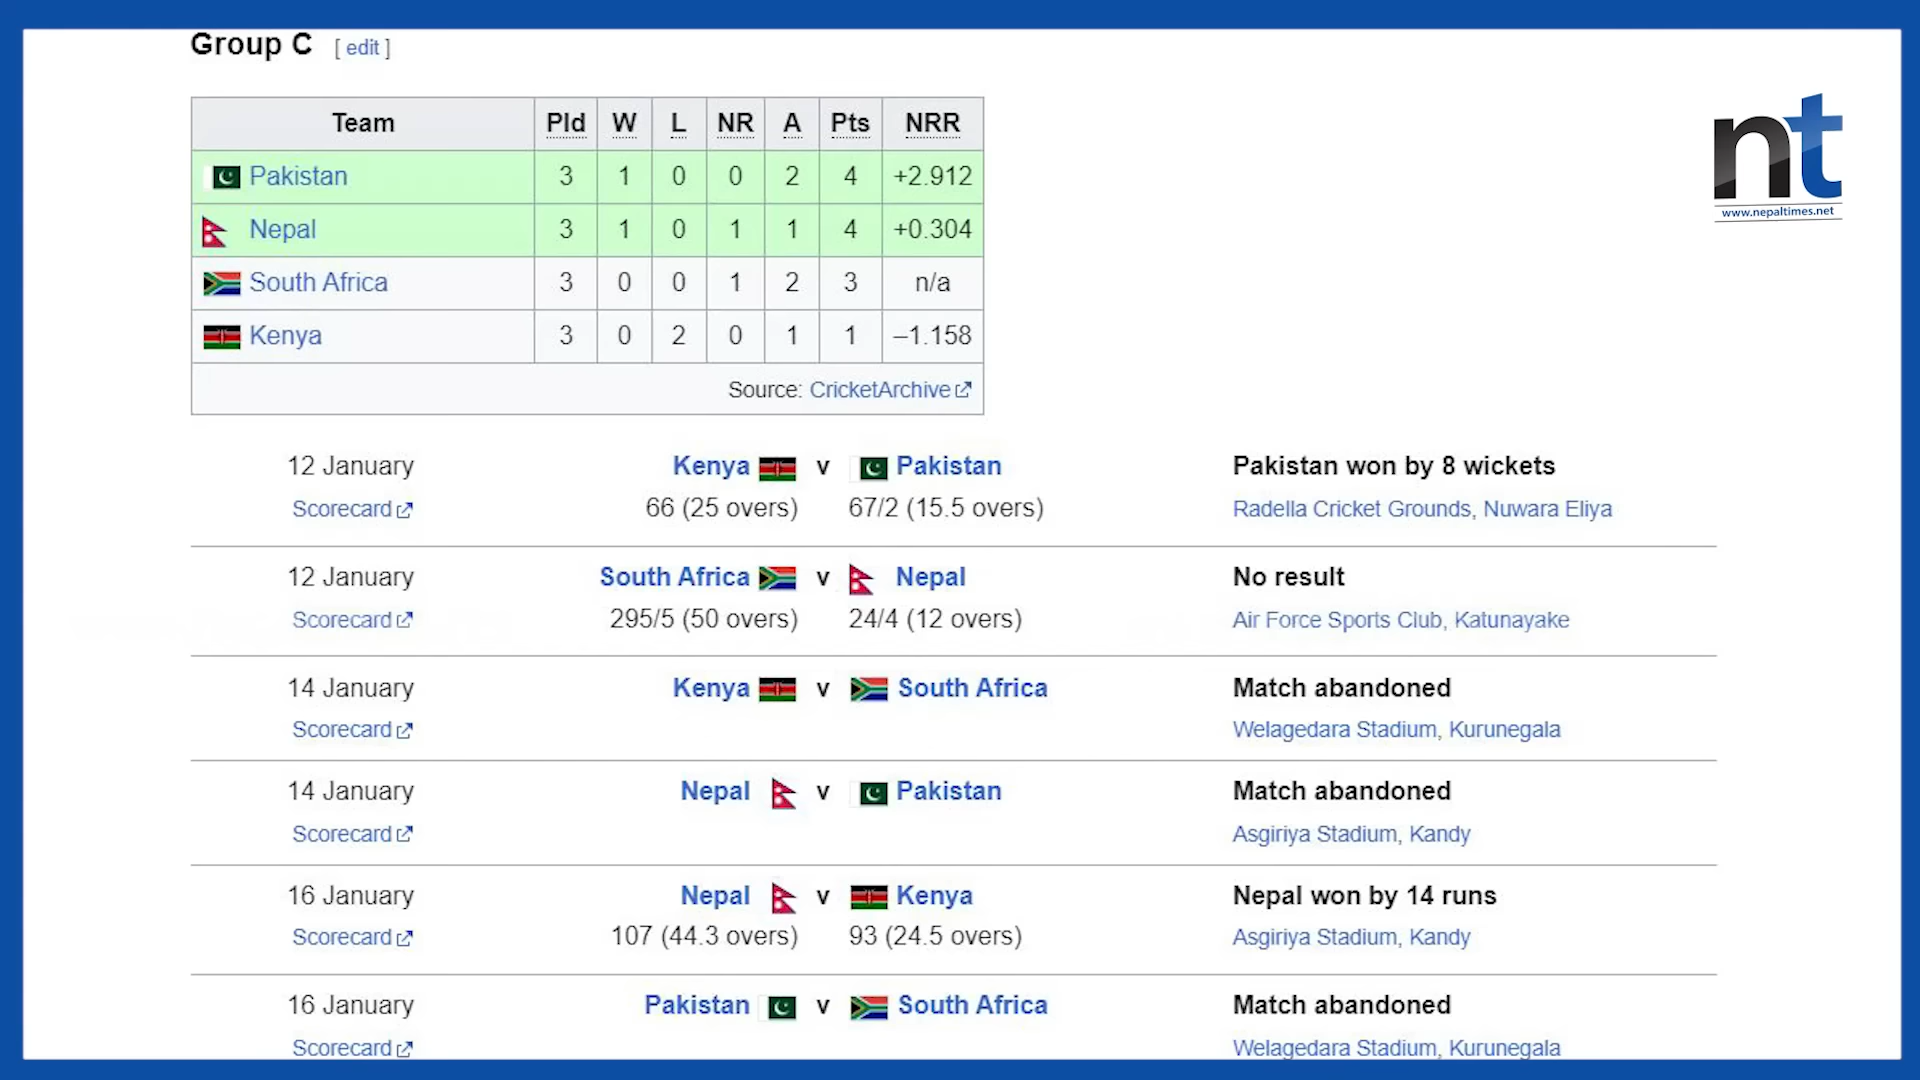 Group C [ edit ]
Team Pld W L NR A Pts NRR
Pakistan 3 1 0 0 2 4 +2.912
Nepal 3 1 0 1 1 4 +0.304
South Africa 3 0 0 1 2 3 n/a
Kenya 3 0 2 0 1 1 –1.158
Source: CricketArchive
nt
www.nepaltimes.net
12 January Kenya v Pakistan Pakistan won by 8 wickets
Scorecard 66 (25 overs) 67/2 (15.5 overs) Radella Cricket Grounds, Nuwara Eliya
12 January South Africa v Nepal No result
Scorecard 295/5 (50 overs) 24/4 (12 overs) Air Force Sports Club, Katunayake
14 January Kenya v South Africa Match abandoned
Scorecard Welagedara Stadium, Kurunegala
14 January Nepal v Pakistan Match abandoned
Scorecard Asgiriya Stadium, Kandy
16 January Nepal v Kenya Nepal won by 14 runs
Scorecard 107 (44.3 overs) 93 (24.5 overs) Asgiriya Stadium, Kandy
16 January Pakistan v South Africa Match abandoned
Scorecard Welagedara Stadium, Kurunegala